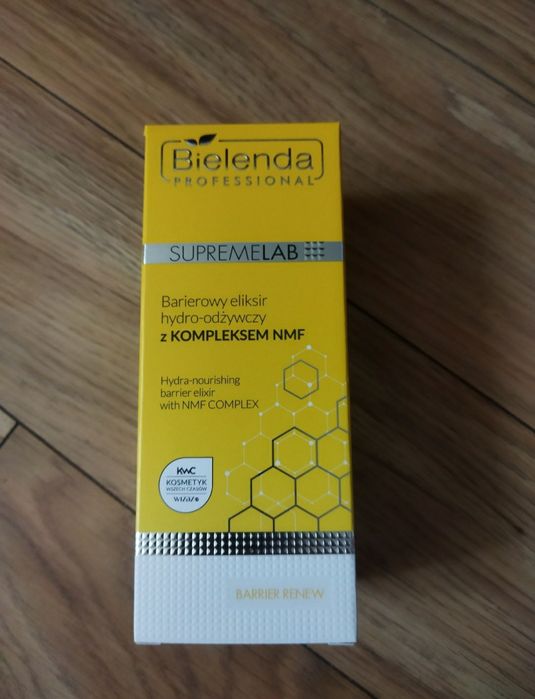 Bielenda
PROFESSIONAL
SUPREMELAB
Barierowy eliksir
hydro-odżywczy
z KOMPLEKSEM NMF
Hydra-nourishing
barrier elixir
with NMF COMPLEX
KWC
KOSMETYK
WSZECH CZASÓW
wizaż
BARRIER RENEW